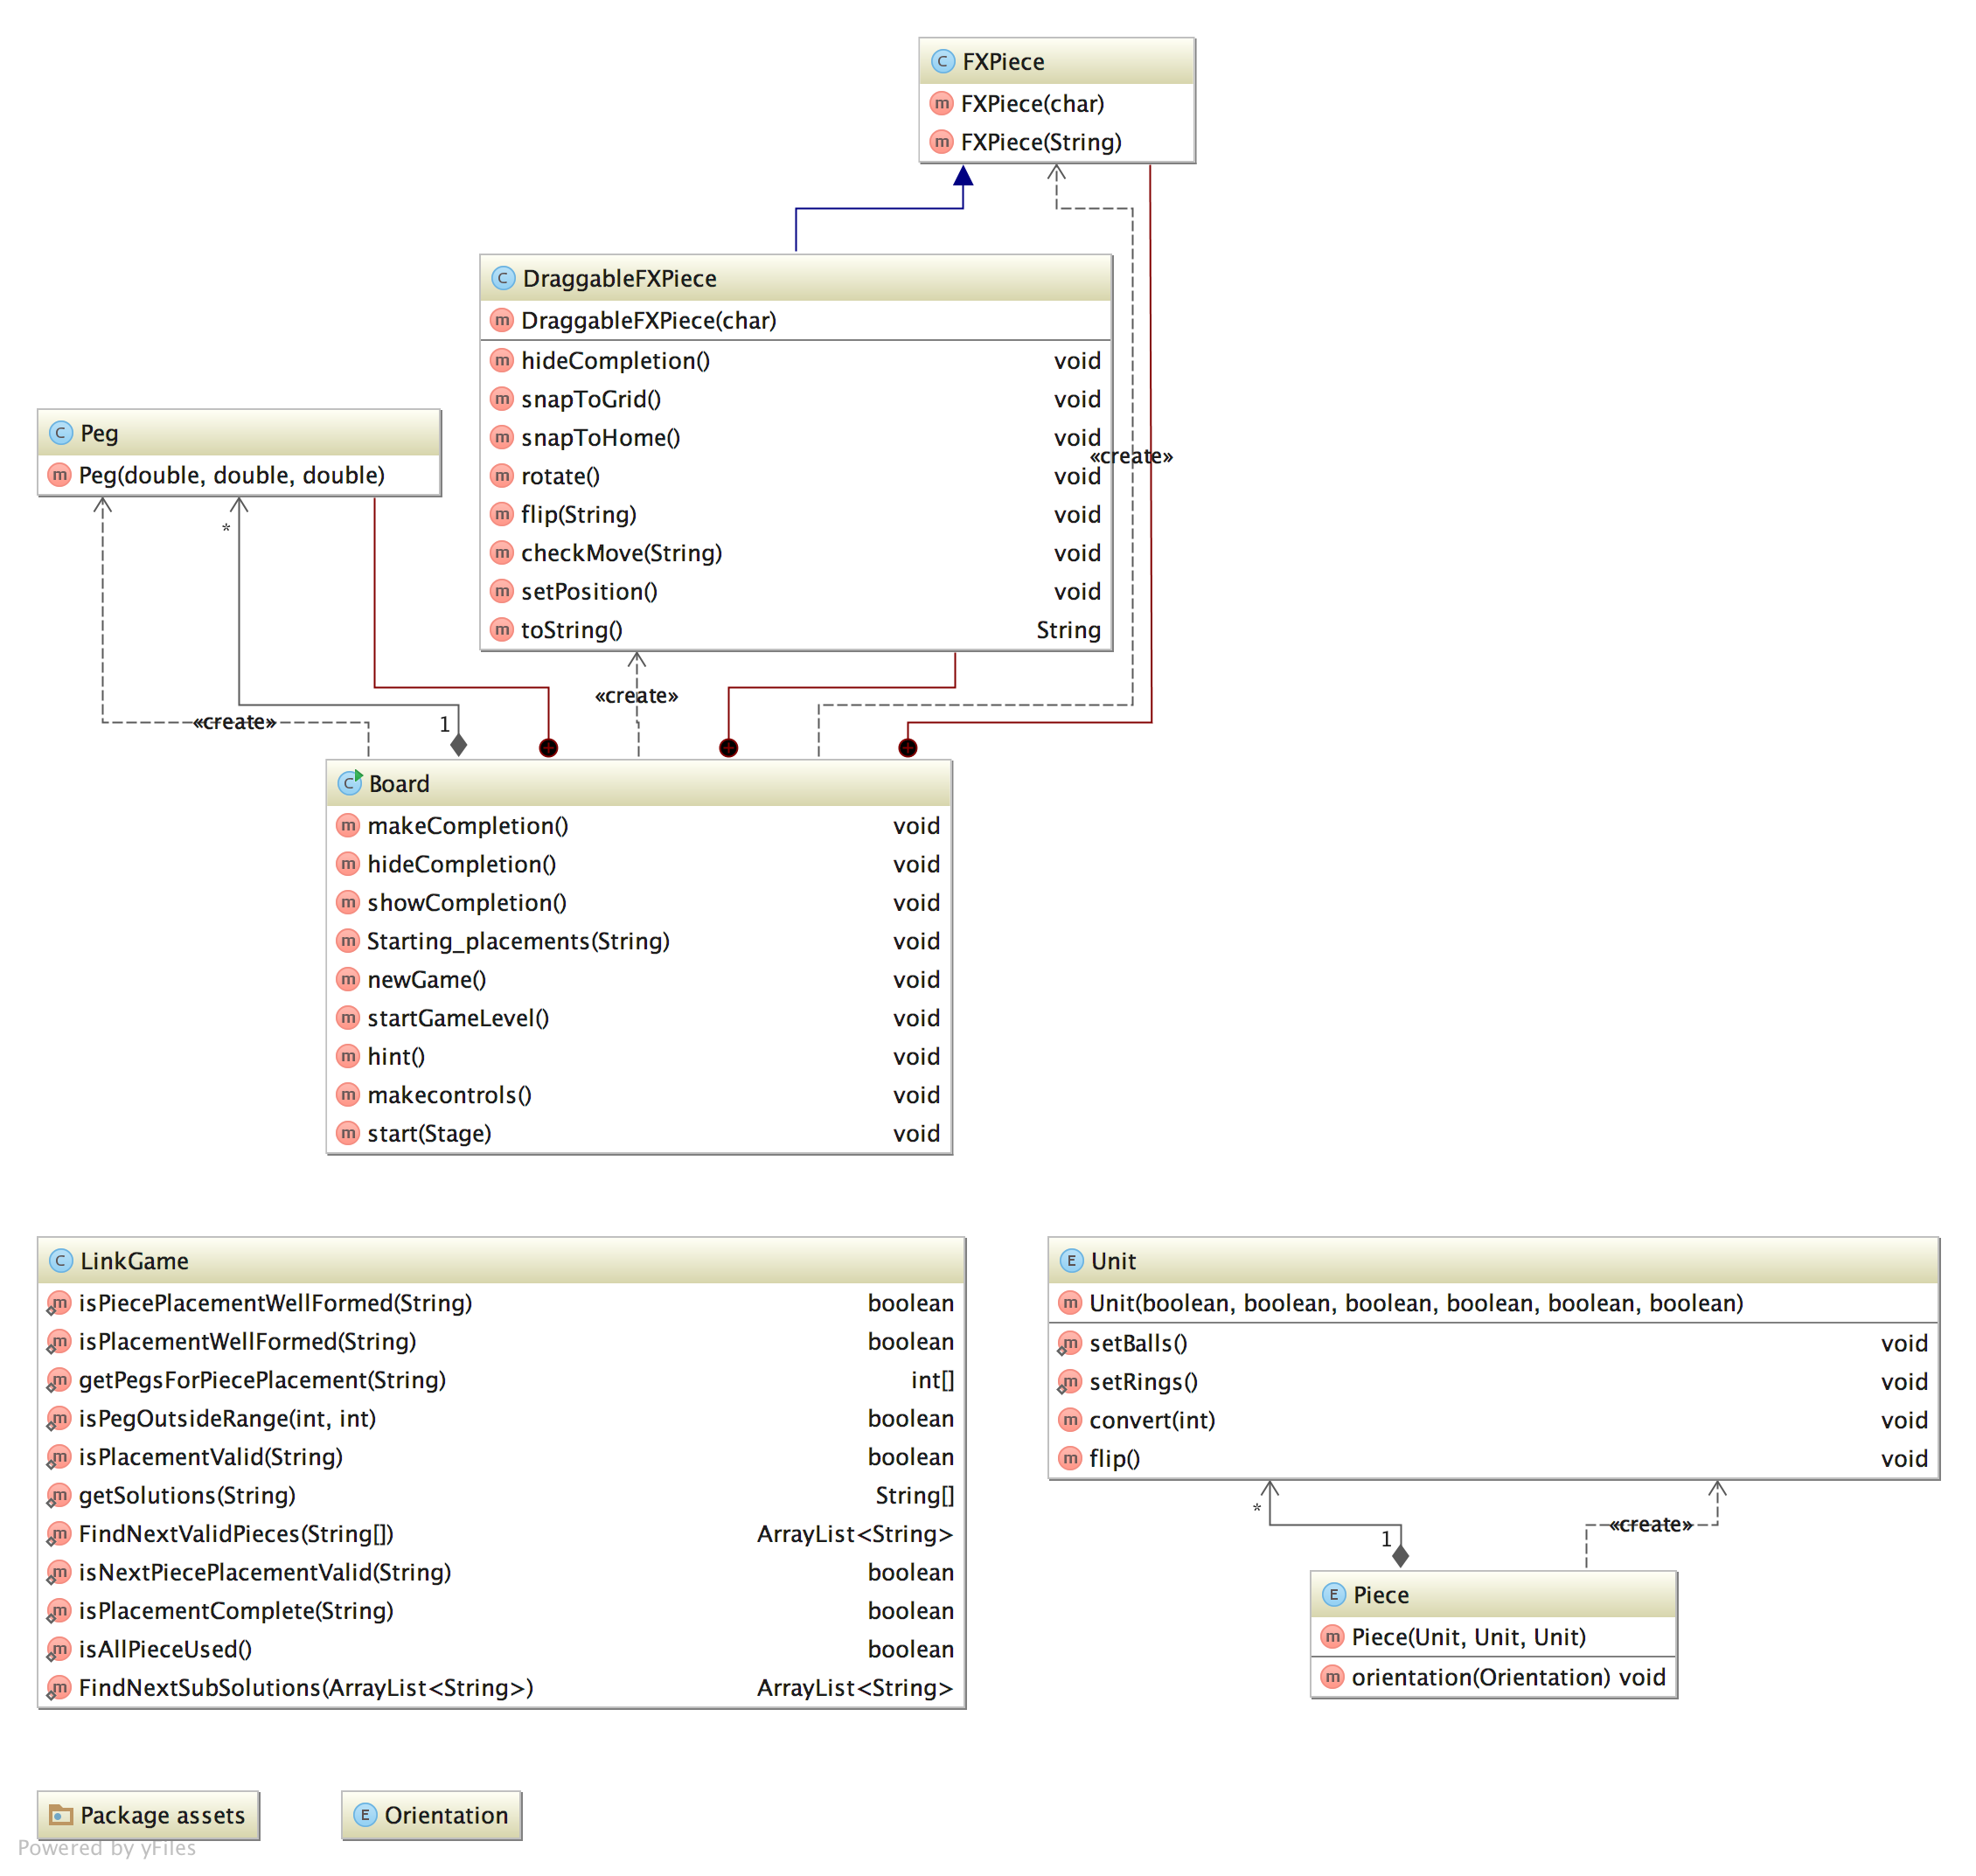 FXPiece
FXPiece(char)
FXPiece(String)
DraggableFXPiece
DraggableFXPiece(char)
hideCompletion() void
snapToGrid() void
snapToHome() void
rotate() void
flip(String) void
checkMove(String) void
setPosition() void
toString() String
«create»
Peg
Peg(double, double, double)
*
«create»
1
«create»
Board
makeCompletion() void
hideCompletion() void
showCompletion() void
Starting_placements(String) void
newGame() void
startGameLevel() void
hint() void
makecontrols() void
start(Stage) void
LinkGame
isPiecePlacementWellFormed(String) boolean
isPlacementWellFormed(String) boolean
getPegsForPiecePlacement(String) int[]
isPegOutsideRange(int, int) boolean
isPlacementValid(String) boolean
getSolutions(String) String[]
FindNextValidPieces(String[]) ArrayList<String>
isNextPiecePlacementValid(String) boolean
isPlacementComplete(String) boolean
isAllPieceUsed() boolean
FindNextSubSolutions(ArrayList<String>) ArrayList<String>
Unit
Unit(boolean, boolean, boolean, boolean, boolean, boolean)
setBalls() void
setRings() void
convert(int) void
flip() void
*
1
«create»
Piece
Piece(Unit, Unit, Unit)
orientation(Orientation) void
Package assets
Orientation
Powered by yFiles